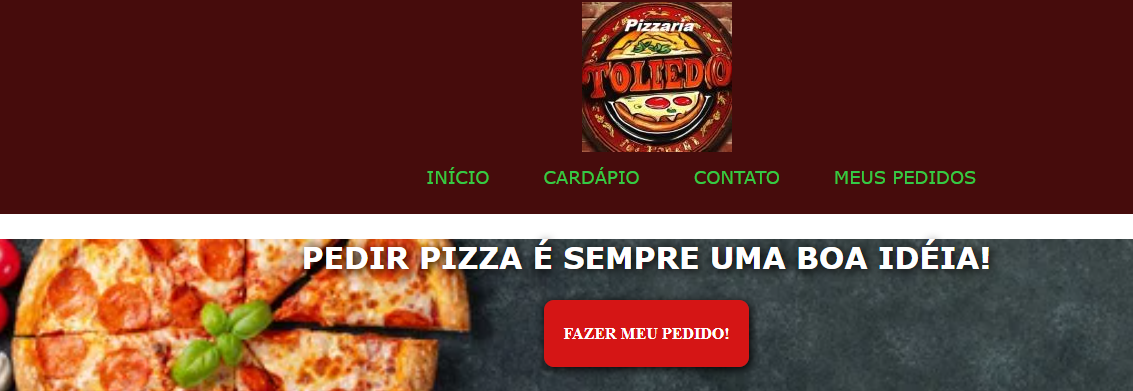 Pizzaria
TOLIEDO
INÍCIO CARDÁPIO CONTATO MEUS PEDIDOS
PEDIR PIZZA É SEMPRE UMA BOA IDÉIA!
FAZER MEU PEDIDO!